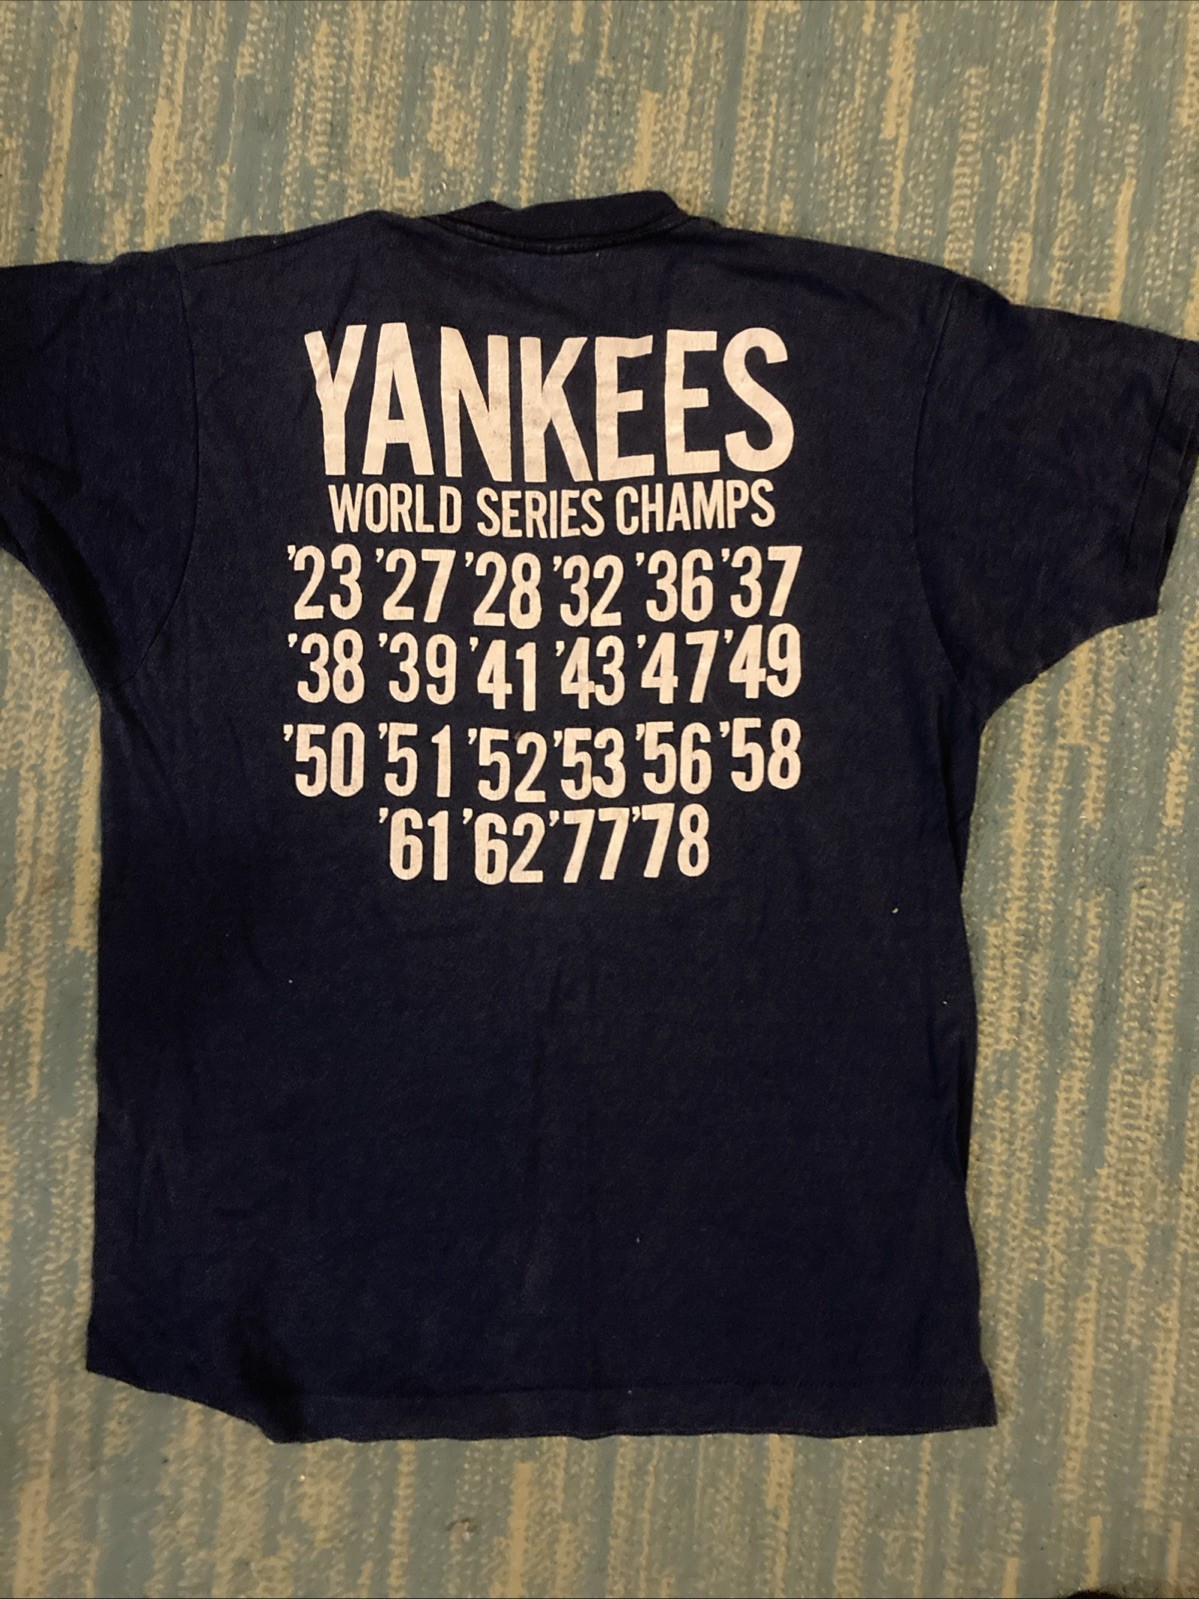 YANKEES
WORLD SERIES CHAMPS
'23 '27 '28 '32 '36 '37
'38 '39 '41 '43 '47 '49
'50 '51 '52 '53 '56 '58
'61 '62 '77 '78